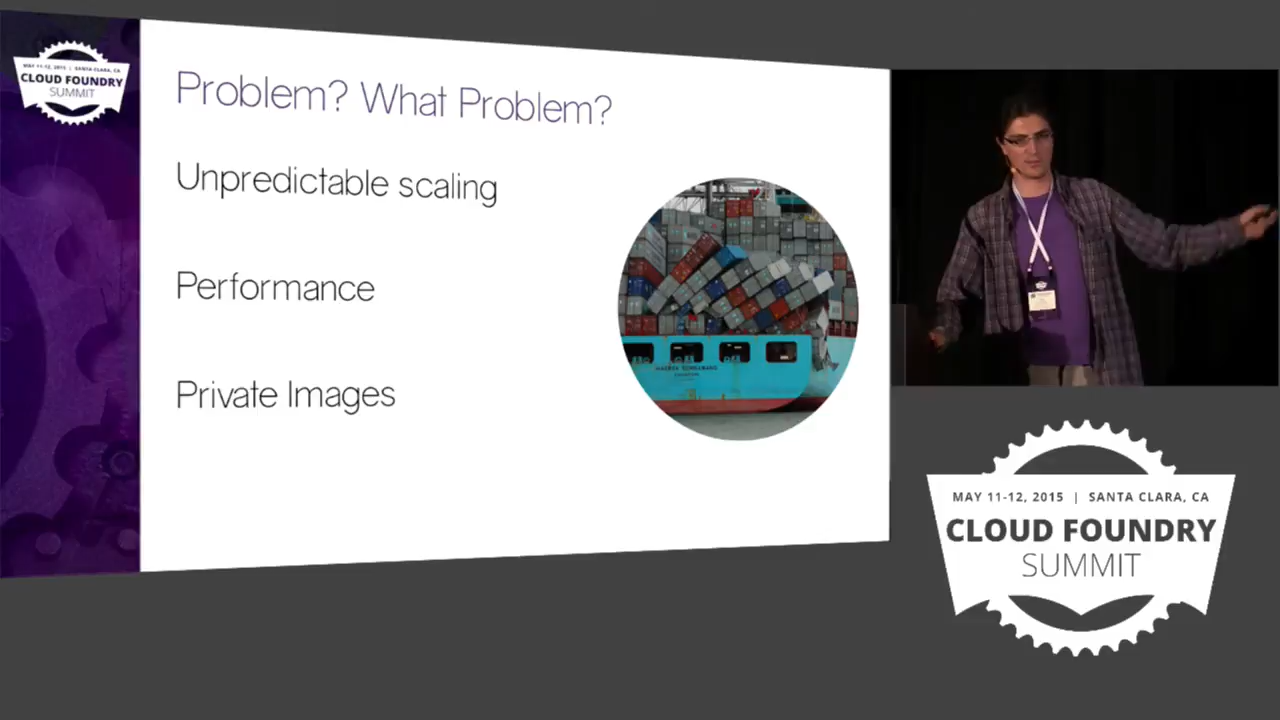 MAY 11-12, 2015 | SANTA CLARA, CA
CLOUD FOUNDRY
SUMMIT
Problem? What Problem?
Unpredictable scaling
Performance
Private Images
MAY 11-12, 2015 | SANTA CLARA, CA
CLOUD FOUNDRY
SUMMIT